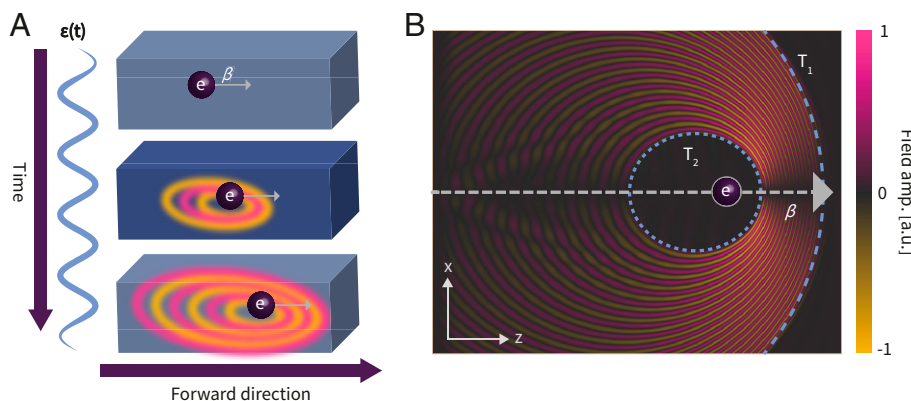 A
ε(t)
Time
β
e
e
e
Forward direction
B
T1
T2
e
β
x
z
1
0
-1
Field amp. [a.u.]